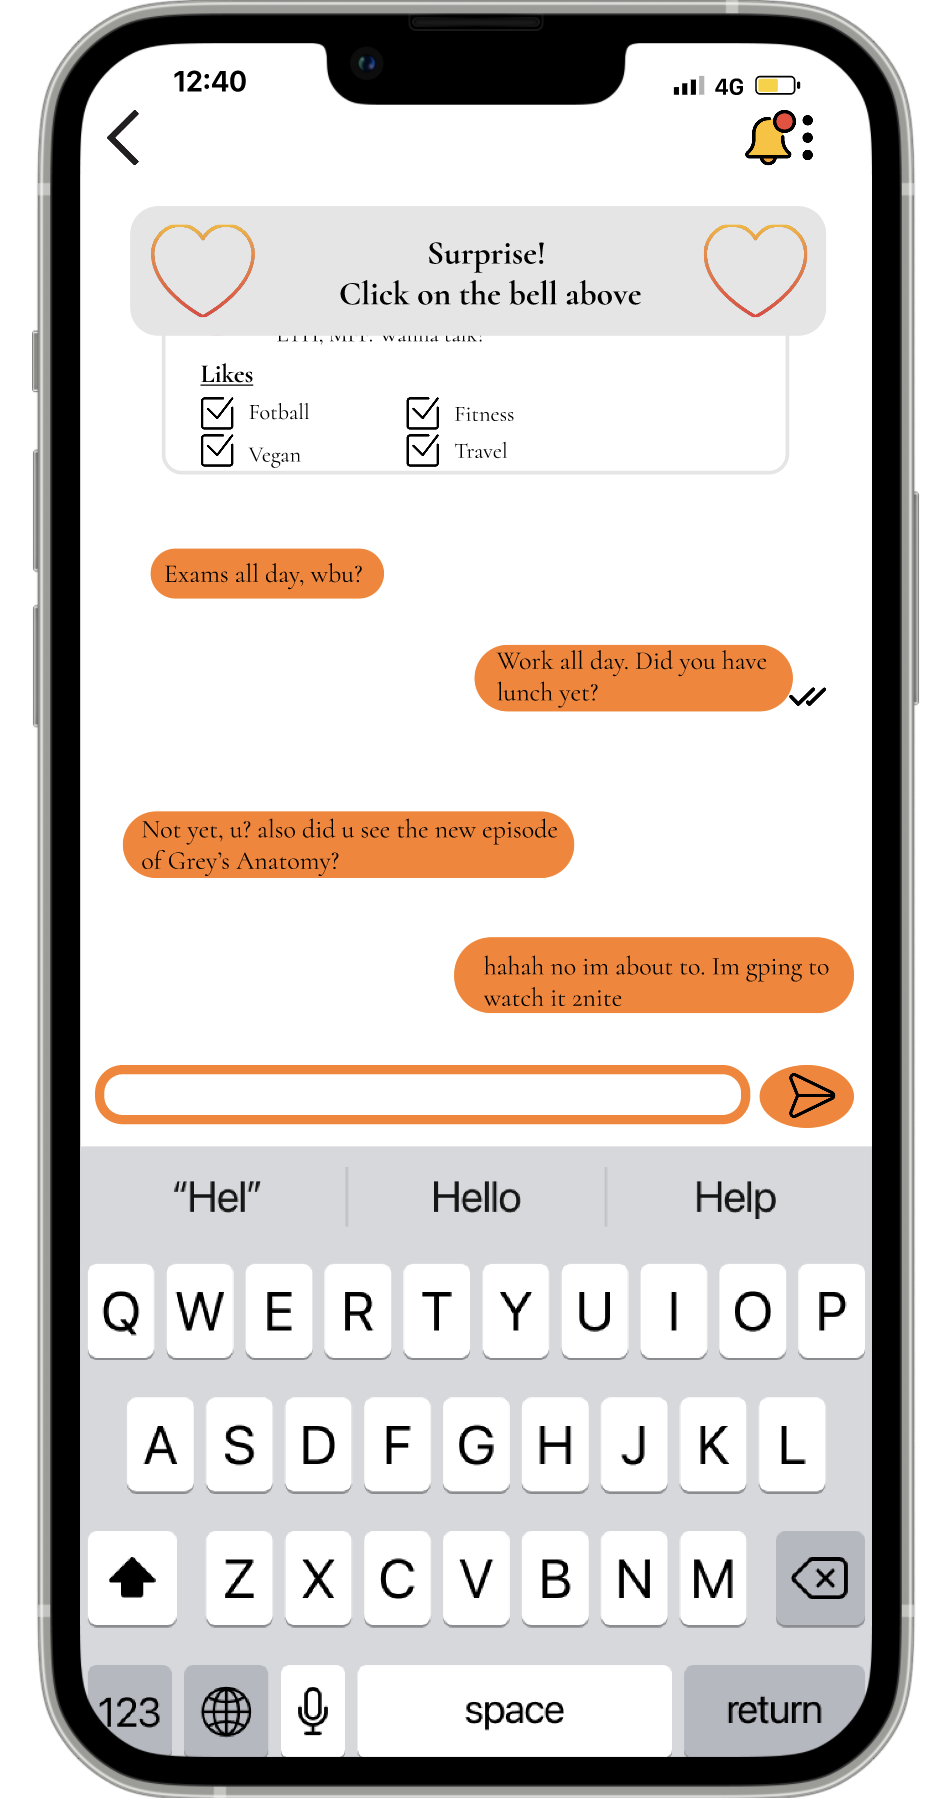 12:40
4G
Surprise!
Click on the bell above
wanna talk?
Likes
Fotball
Fitness
Vegan
Travel
Exams all day, wbu?
Work all day. Did you have
lunch yet?
Not yet, u? also did u see the new episode
of Grey's Anatomy?
hahah no im about to. Im gping to
watch it 2nite
“Hel”
Hello
Help
Q W E R T Y U I O P
A S D F G H J K L
Z X C V B N M
123
space
return